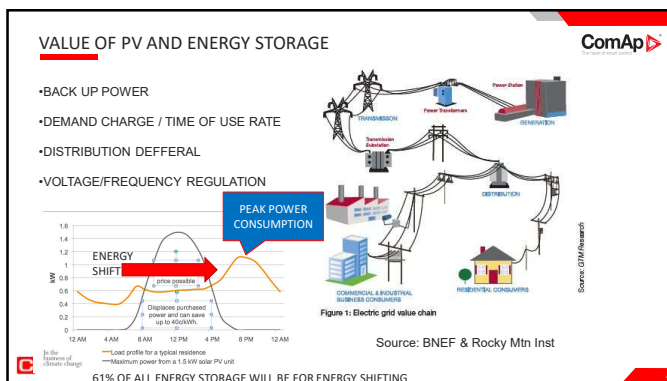 VALUE OF PV AND ENERGY STORAGE
ComAp
•BACK UP POWER
•DEMAND CHARGE / TIME OF USE RATE
•DISTRIBUTION DEFFERAL
•VOLTAGE/FREQUENCY REGULATION
Power Station
Power Transformers
TRANSMISSION
GENERATION
Transmission
Substation
DISTRIBUTION
COMMERCIAL & INDUSTRIAL
BUSINESS CONSUMERS
RESIDENTIAL CONSUMERS
Source: GTM Research
Figure 1: Electric grid value chain
Source: BNEF & Rocky Mtn Inst
PEAK POWER
CONSUMPTION
ENERGY
SHIFT
price possible
Displaces purchased
power and can save
up to 40c/kWh.
kW
1.6
1.4
1.2
1
0.8
0.6
0.4
0.2
0
12 AM 4 AM 8 AM 12 PM 4 PM 8 PM 12 AM
Load profile for a typical residence
Maximum power from a 1.5 kW solar PV unit
In the
business of
climate change
61% OF ALL ENERGY STORAGE WILL BE FOR ENERGY SHIFTING